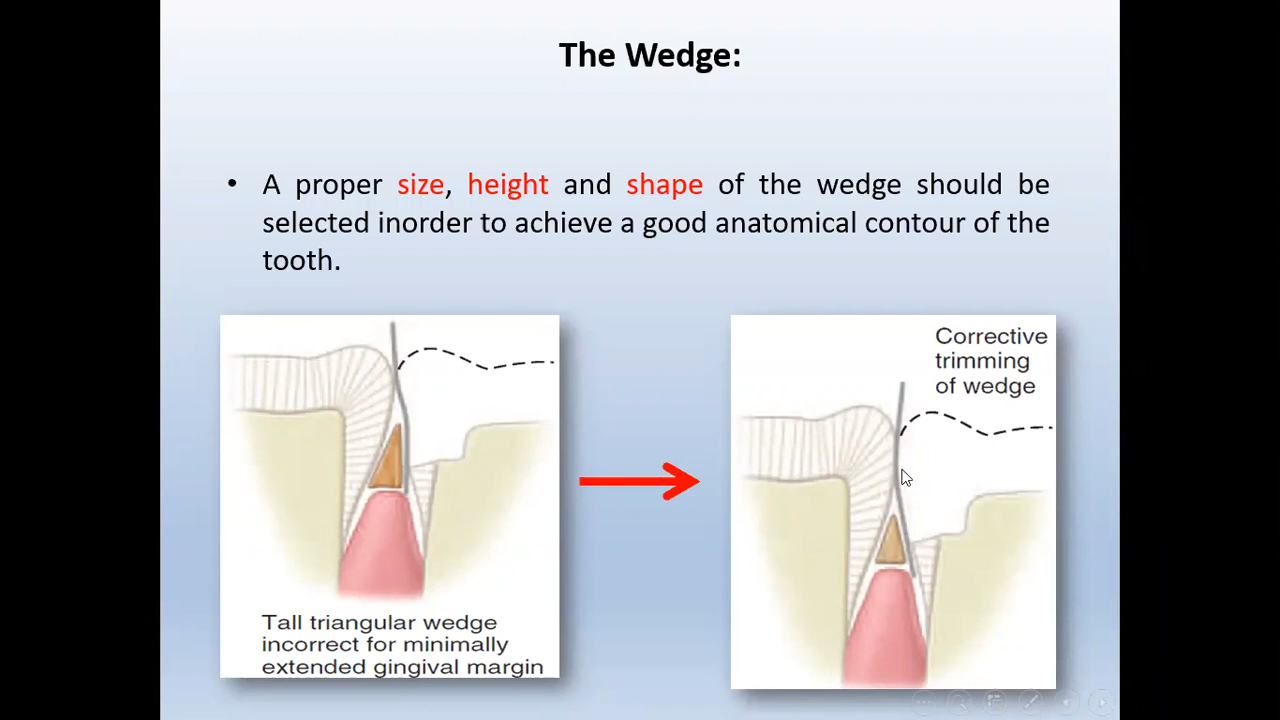 The Wedge:
• A proper size, height and shape of the wedge should be
selected inorder to achieve a good anatomical contour of the
tooth.
Tall triangular wedge
incorrect for minimally
extended gingival margin
Corrective
trimming
of wedge